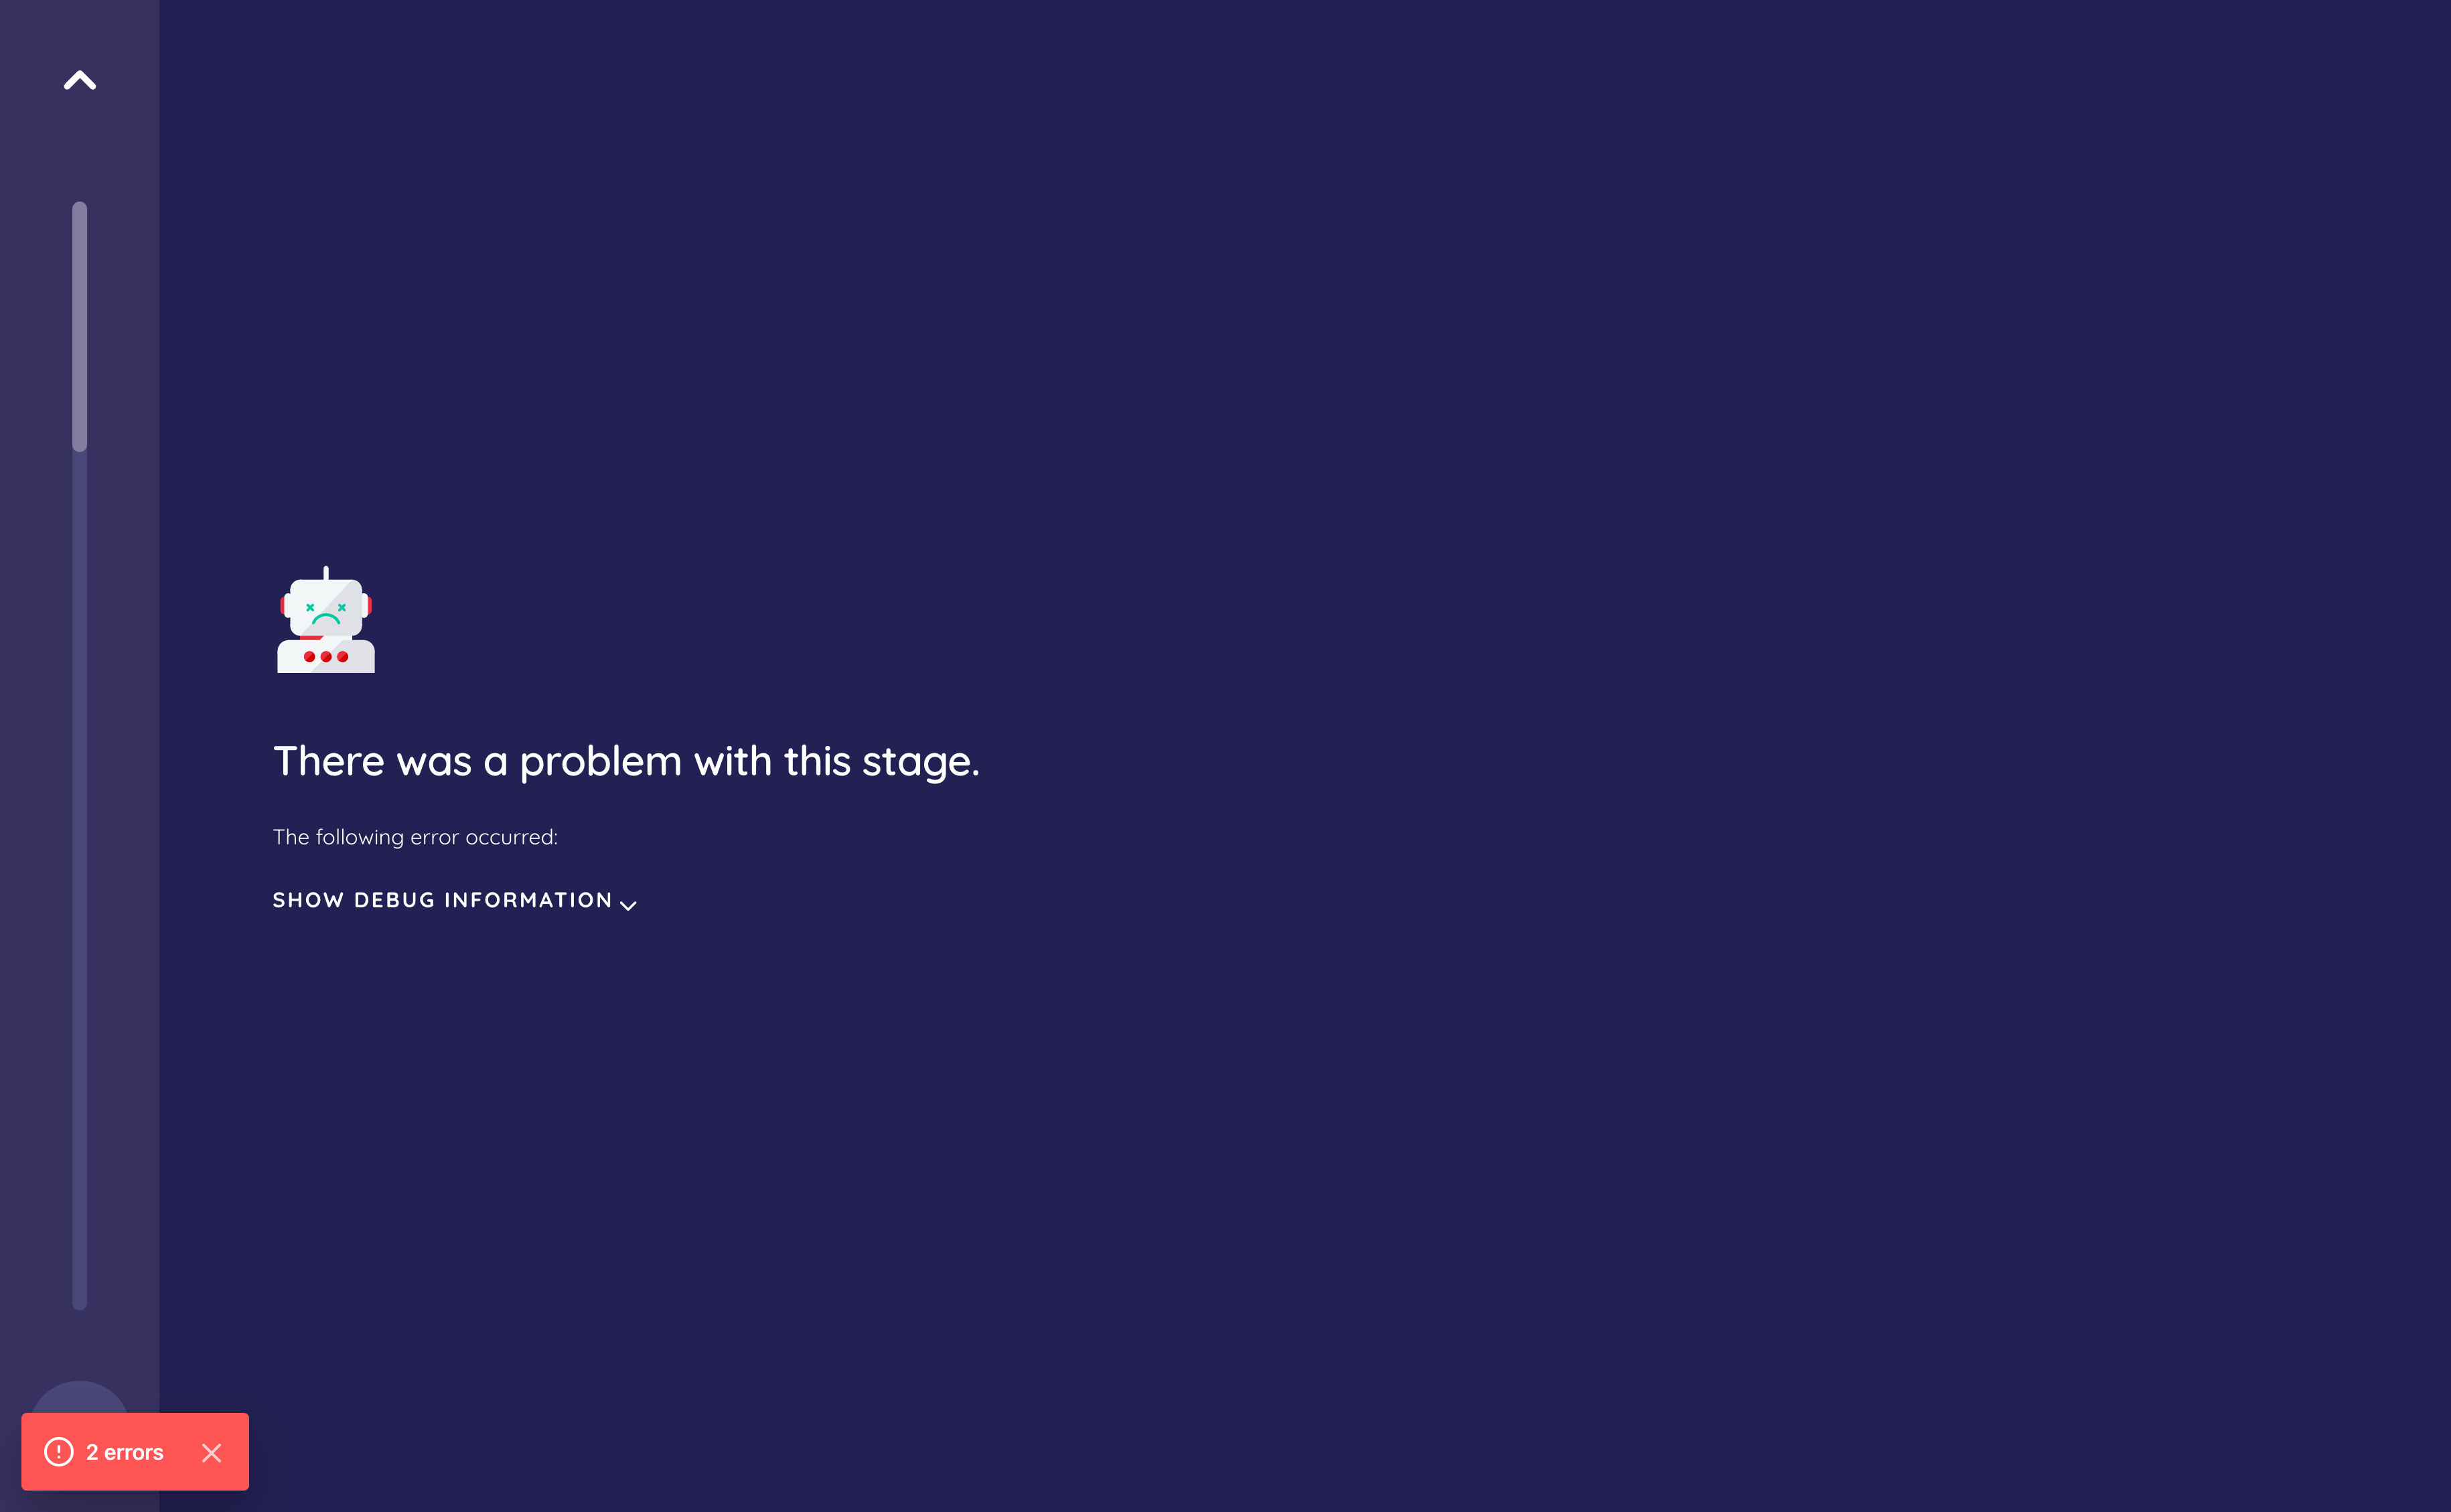 There was a problem with this stage.
The following error occurred:
SHOW DEBUG INFORMATION
2 errors